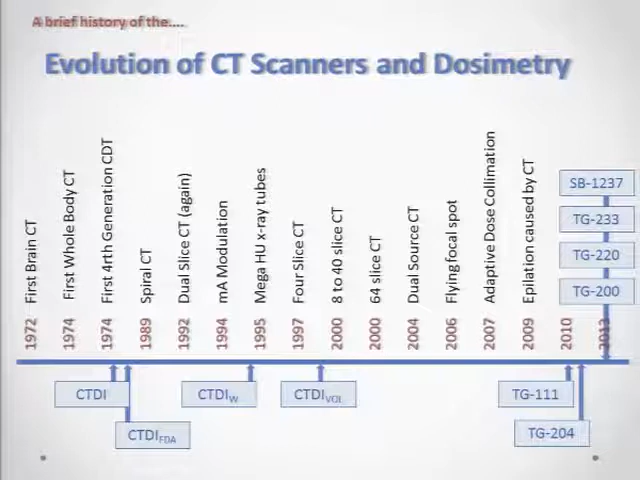 A brief history of the....
Evolution of CT Scanners and Dosimetry
1972 First Brain CT
1974 First Whole Body CT
1974 First 4rth Generation CDT
1989 Spiral CT
1992 Dual Slice CT (again)
1994 mA Modulation
1995 Mega HU x-ray tubes
1997 Four Slice CT
2000 8 to 40 slice CT
2000 64 slice CT
2004 Dual Source CT
2006 Flying focal spot
2007 Adaptive Dose Collimation
2009 Epilation caused by CT
2010
2013
SB-1237
TG-233
TG-220
TG-200
CTDI
CTDIFDA
CTDIW
CTDIVOL
TG-111
TG-204